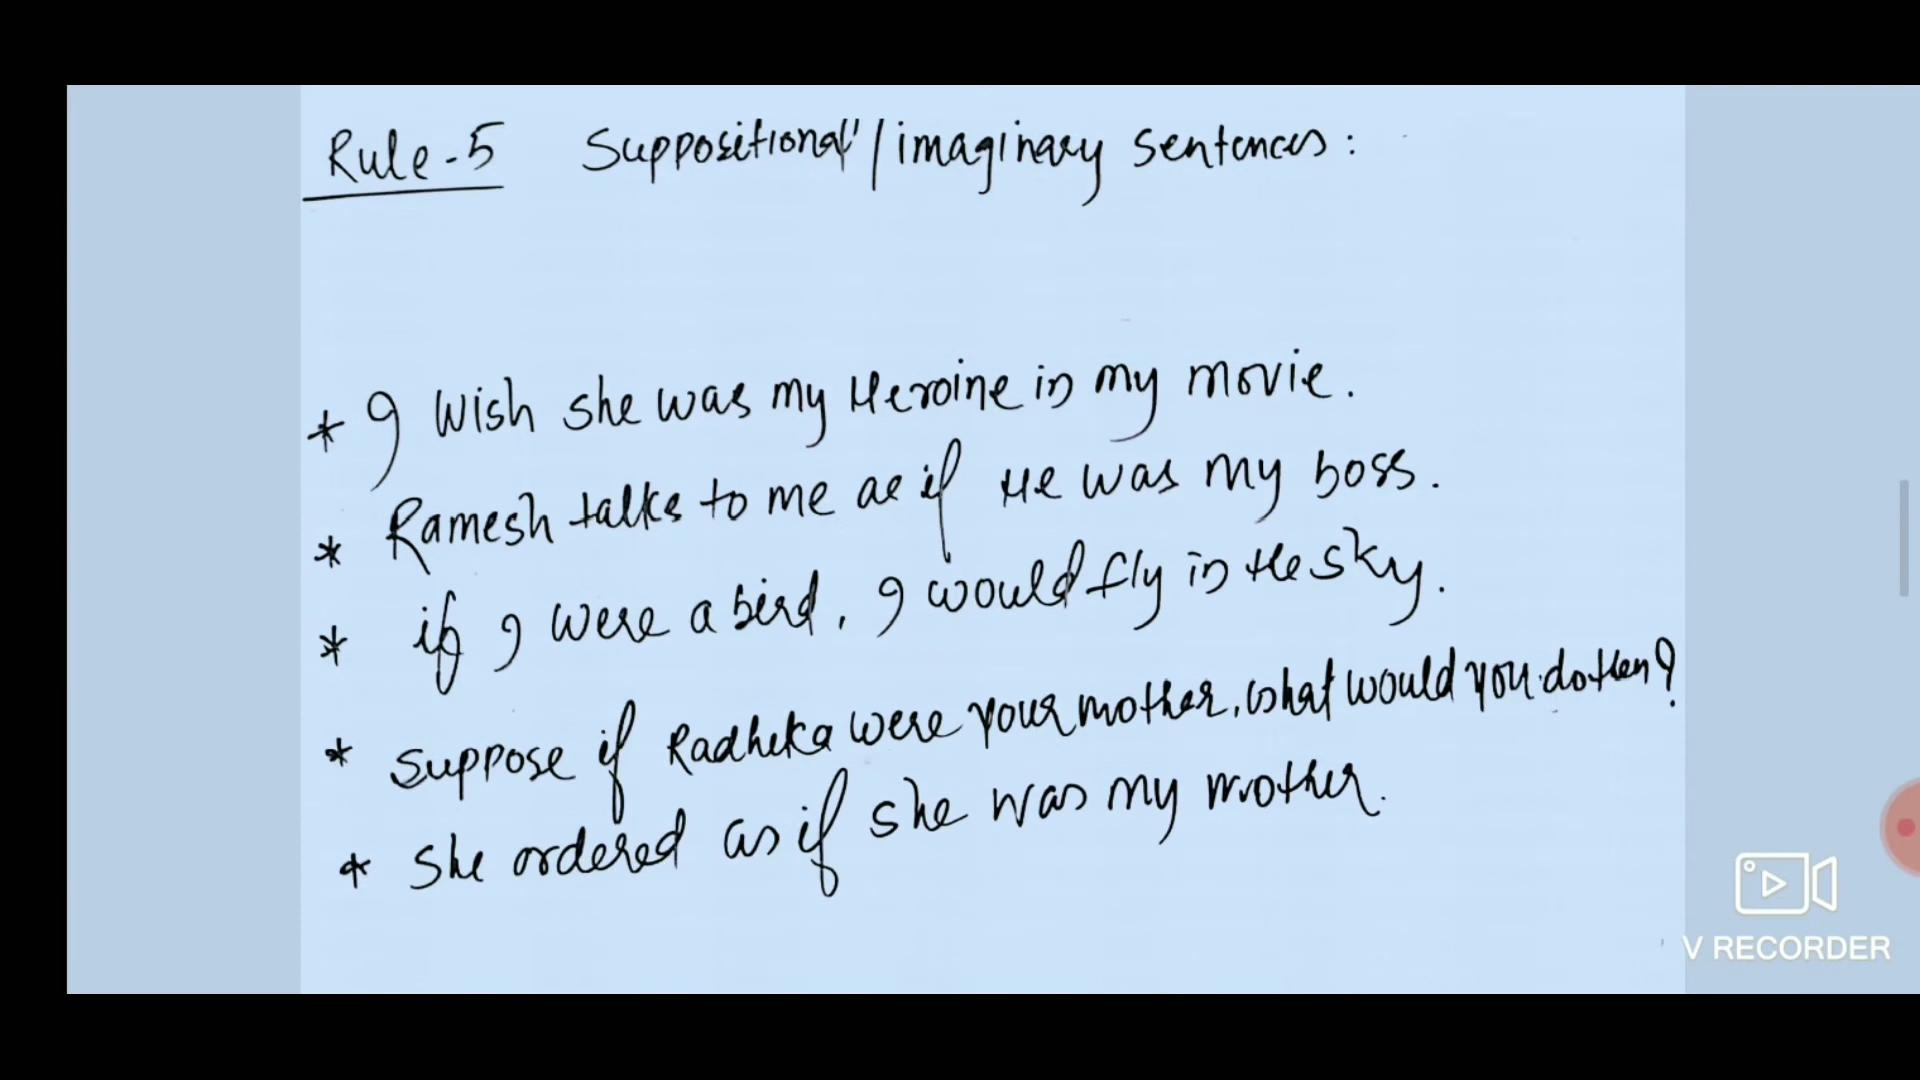 Rule-5 Suppositional/imaginary sentences:
* I wish she was my Heroine in my movie.
* Ramesh talks to me as if He was my boss.
* if I were a bird, I would fly in the sky.
* suppose if Radhika were your mother, what would you do then?
* She ordered as if she was my mother.
V RECORDER